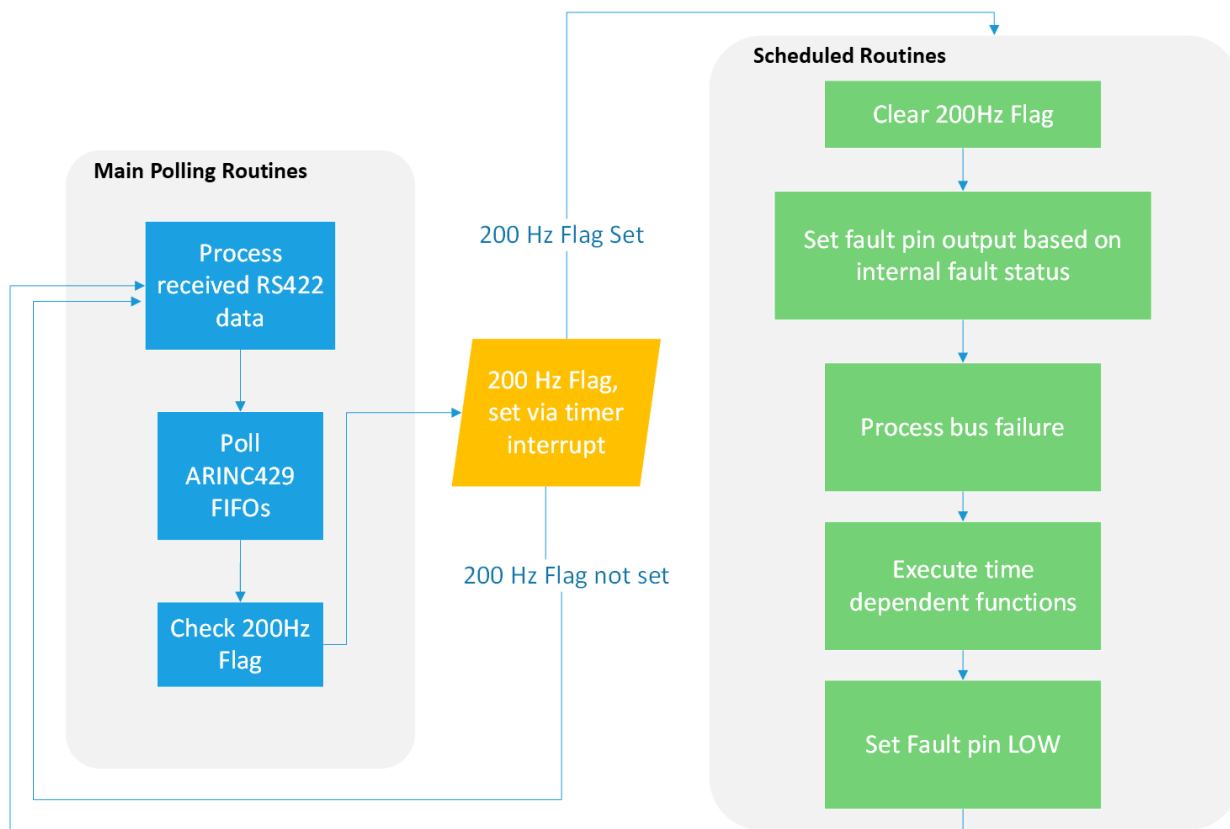 Main Polling Routines
Process
received RS422
data
Poll
ARINC429
FIFOs
Check 200Hz
Flag
200 Hz Flag Set
200 Hz Flag,
set via timer
interrupt
200 Hz Flag not set
Scheduled Routines
Clear 200Hz Flag
Set fault pin output based on
internal fault status
Process bus failure
Execute time
dependent functions
Set Fault pin LOW